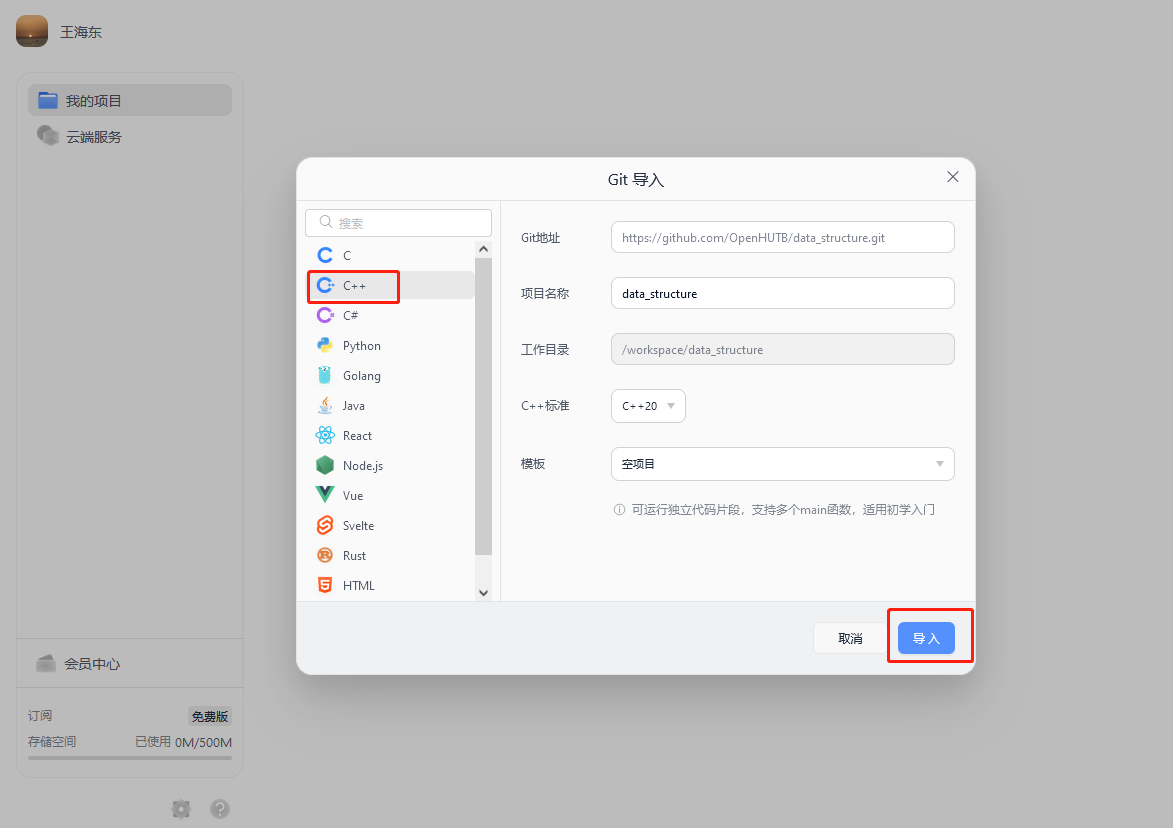 王海东
我的项目
云端服务
会员中心
订阅 免费版
存储空间 已使用 0M/500M
Git 导入
搜索
C
C++
C#
Python
Golang
Java
React
Node.js
Vue
Svelte
Rust
HTML
Git地址 https://github.com/OpenHUTB/data_structure.git
项目名称 data_structure
工作目录 /workspace/data_structure
C++标准 C++20
模板 空项目
可运行独立代码片段，支持多个main函数，适用初学入门
取消 导入